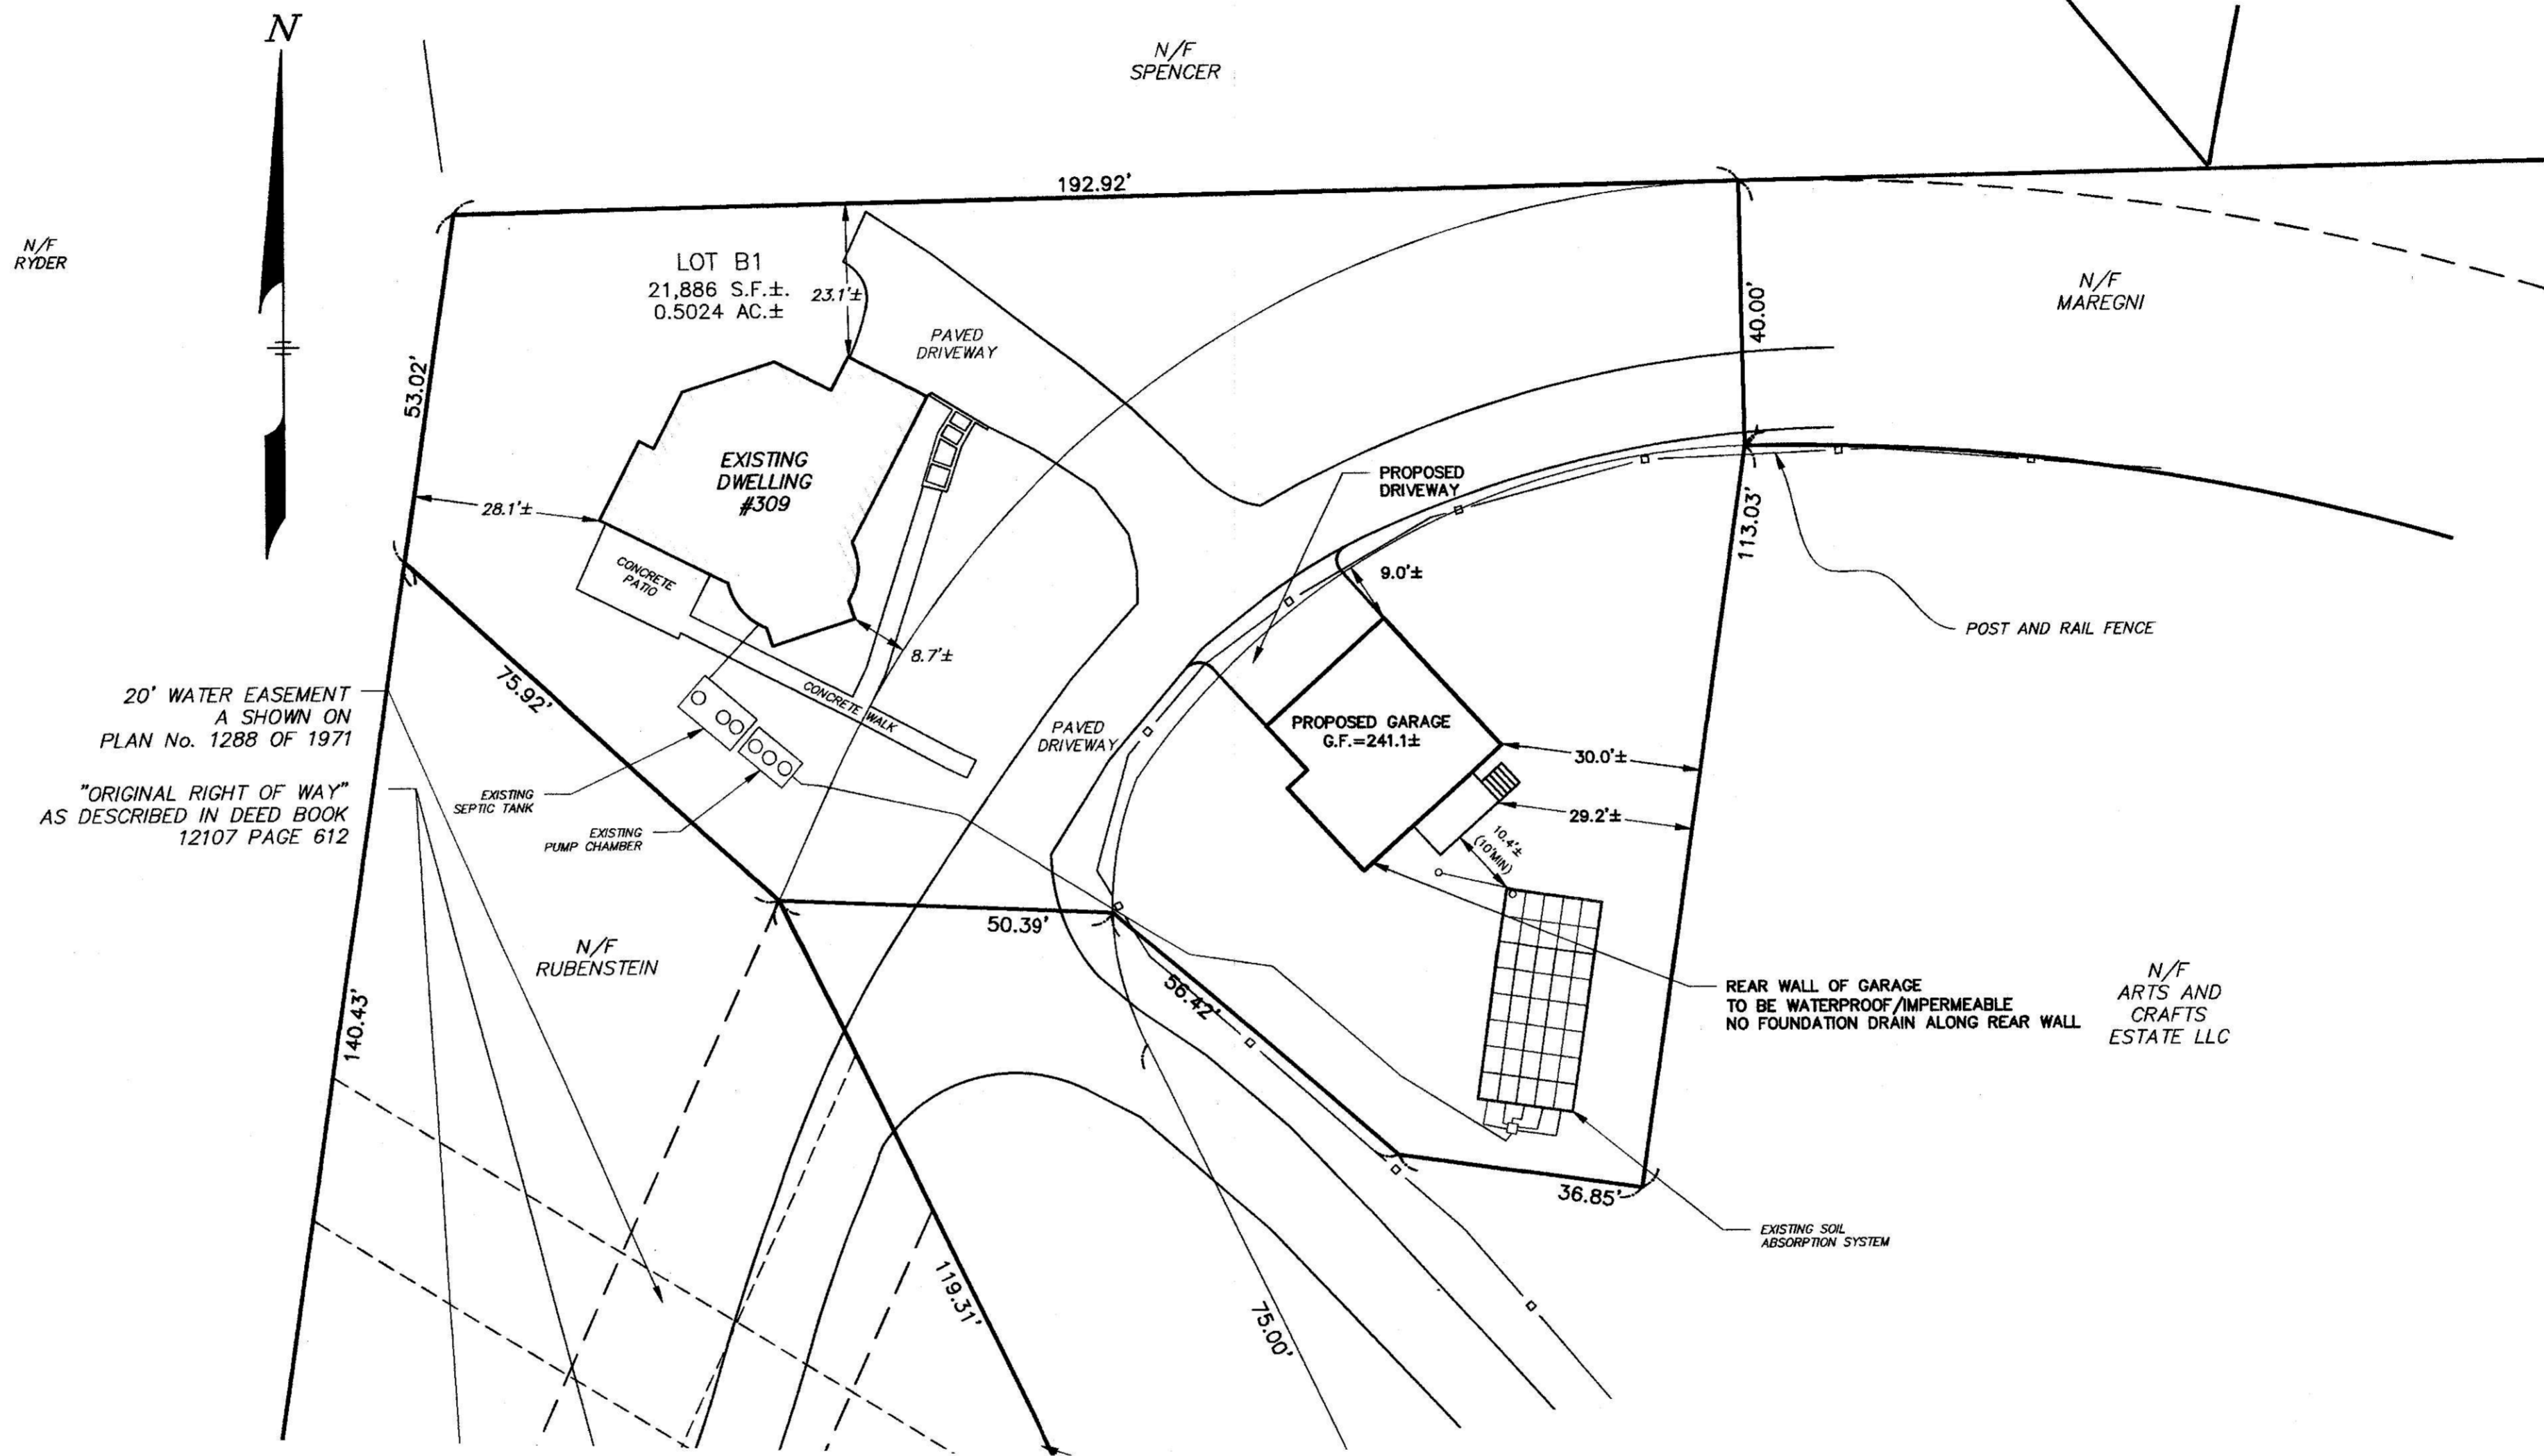 N
N/F
SPENCER
192.92'
N/F
RYDER
LOT B1
21,886 S.F.±.
0.5024 AC.±
23.1'±
PAVED
DRIVEWAY
40.00'
N/F
MAREGNI
53.02'
EXISTING
DWELLING
#309
28.1'±
PROPOSED
DRIVEWAY
113.03'
CONCRETE
PATIO
9.0'±
POST AND RAIL FENCE
8.7'±
75.92'
CONCRETE WALK
20' WATER EASEMENT
A SHOWN ON
PLAN No. 1288 OF 1971
PAVED
DRIVEWAY
PROPOSED GARAGE
G.F.=241.1±
30.0'±
"ORIGINAL RIGHT OF WAY"
AS DESCRIBED IN DEED BOOK
12107 PAGE 612
EXISTING
SEPTIC TANK
EXISTING
PUMP CHAMBER
29.2'±
10.4'±
(10'MIN)
50.39'
N/F
RUBENSTEIN
56.42'
REAR WALL OF GARAGE
TO BE WATERPROOF/IMPERMEABLE
NO FOUNDATION DRAIN ALONG REAR WALL
N/F
ARTS AND
CRAFTS
ESTATE LLC
140.43'
36.85'
EXISTING SOIL
ABSORPTION SYSTEM
119.31'
75.00'